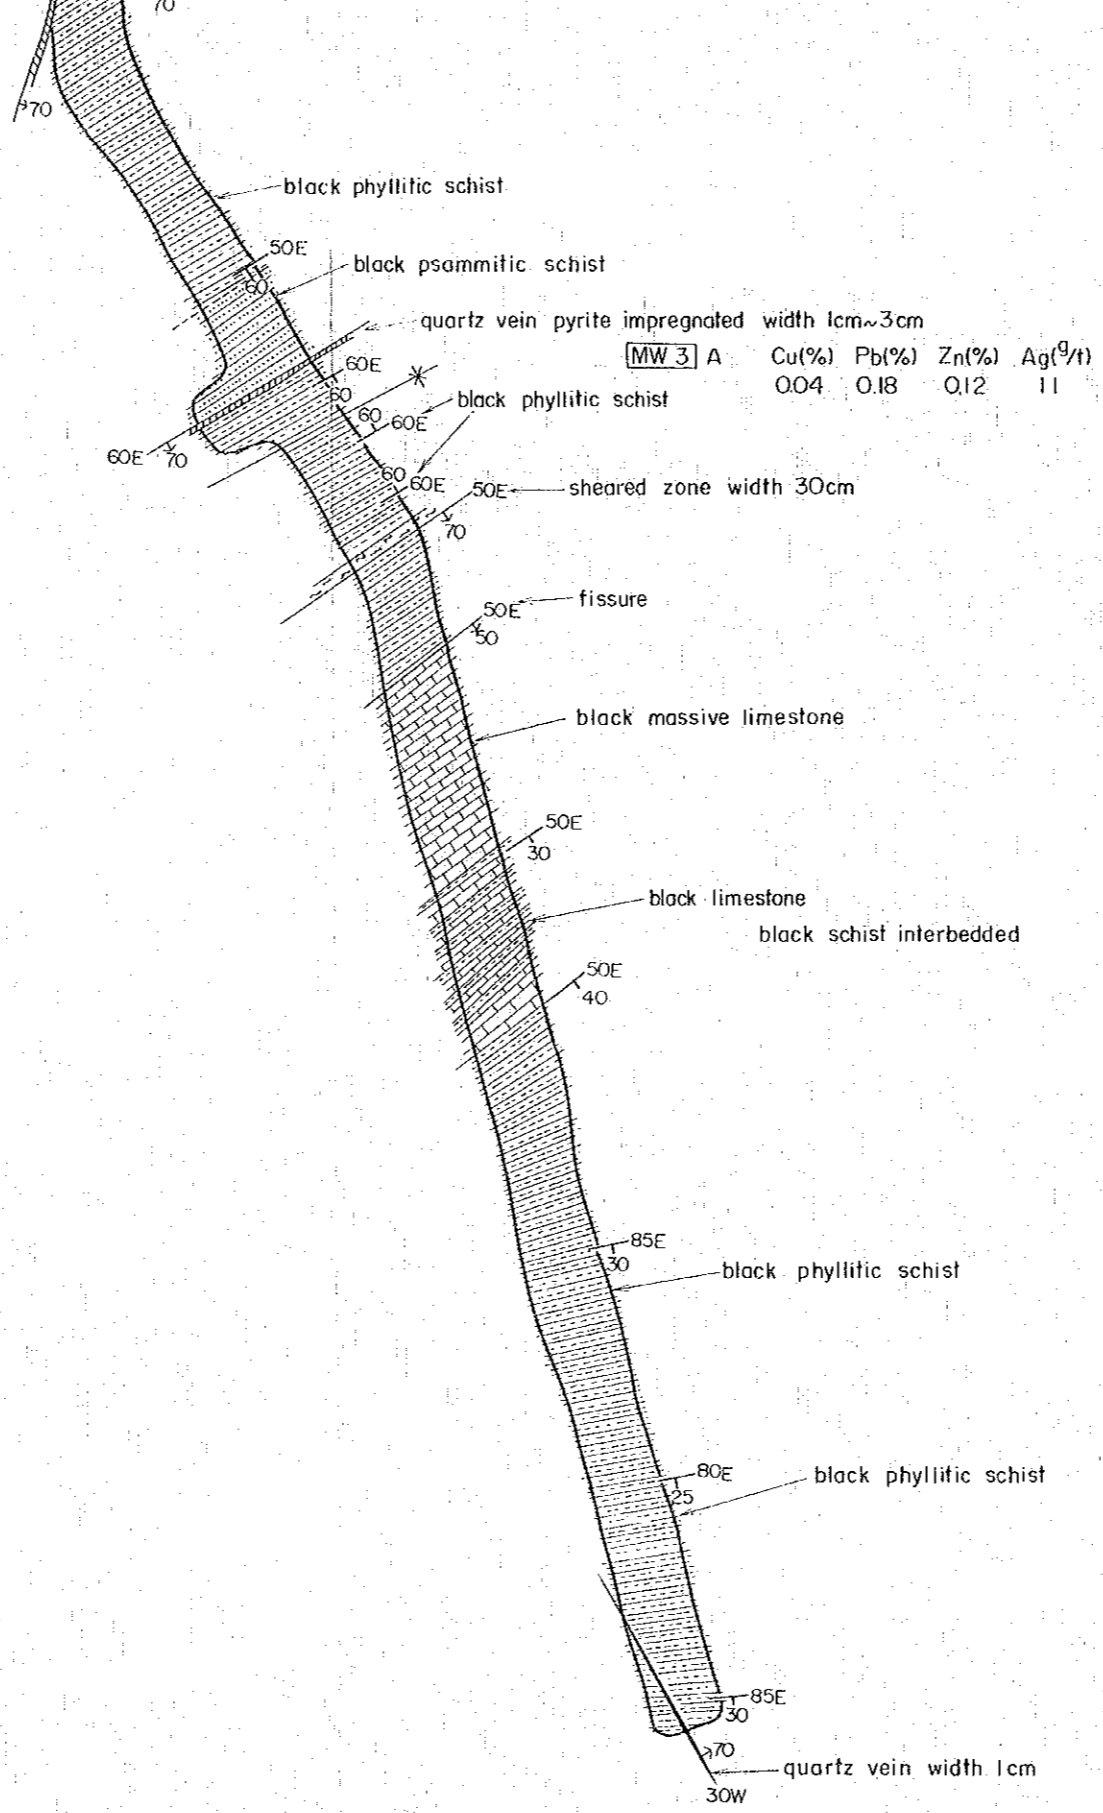 70
70
black phyllitic schist
50E
60
black psammitic schist
quartz vein pyrite impregnated width 1cm~3cm
MW 3 A Cu(%) Pb(%) Zn(%) Ag(g/t)
0.04 0.18 0.12 11
60E
60
black phyllitic schist
60 60E
60E 70
60 60E
50E sheared zone width 30cm
70
50E fissure
50
black massive limestone
50E
30
black limestone
black schist interbedded
50E
40
85E
30
black phyllitic schist
80E
25
black phyllitic schist
85E
30
70
quartz vein width 1cm
30W